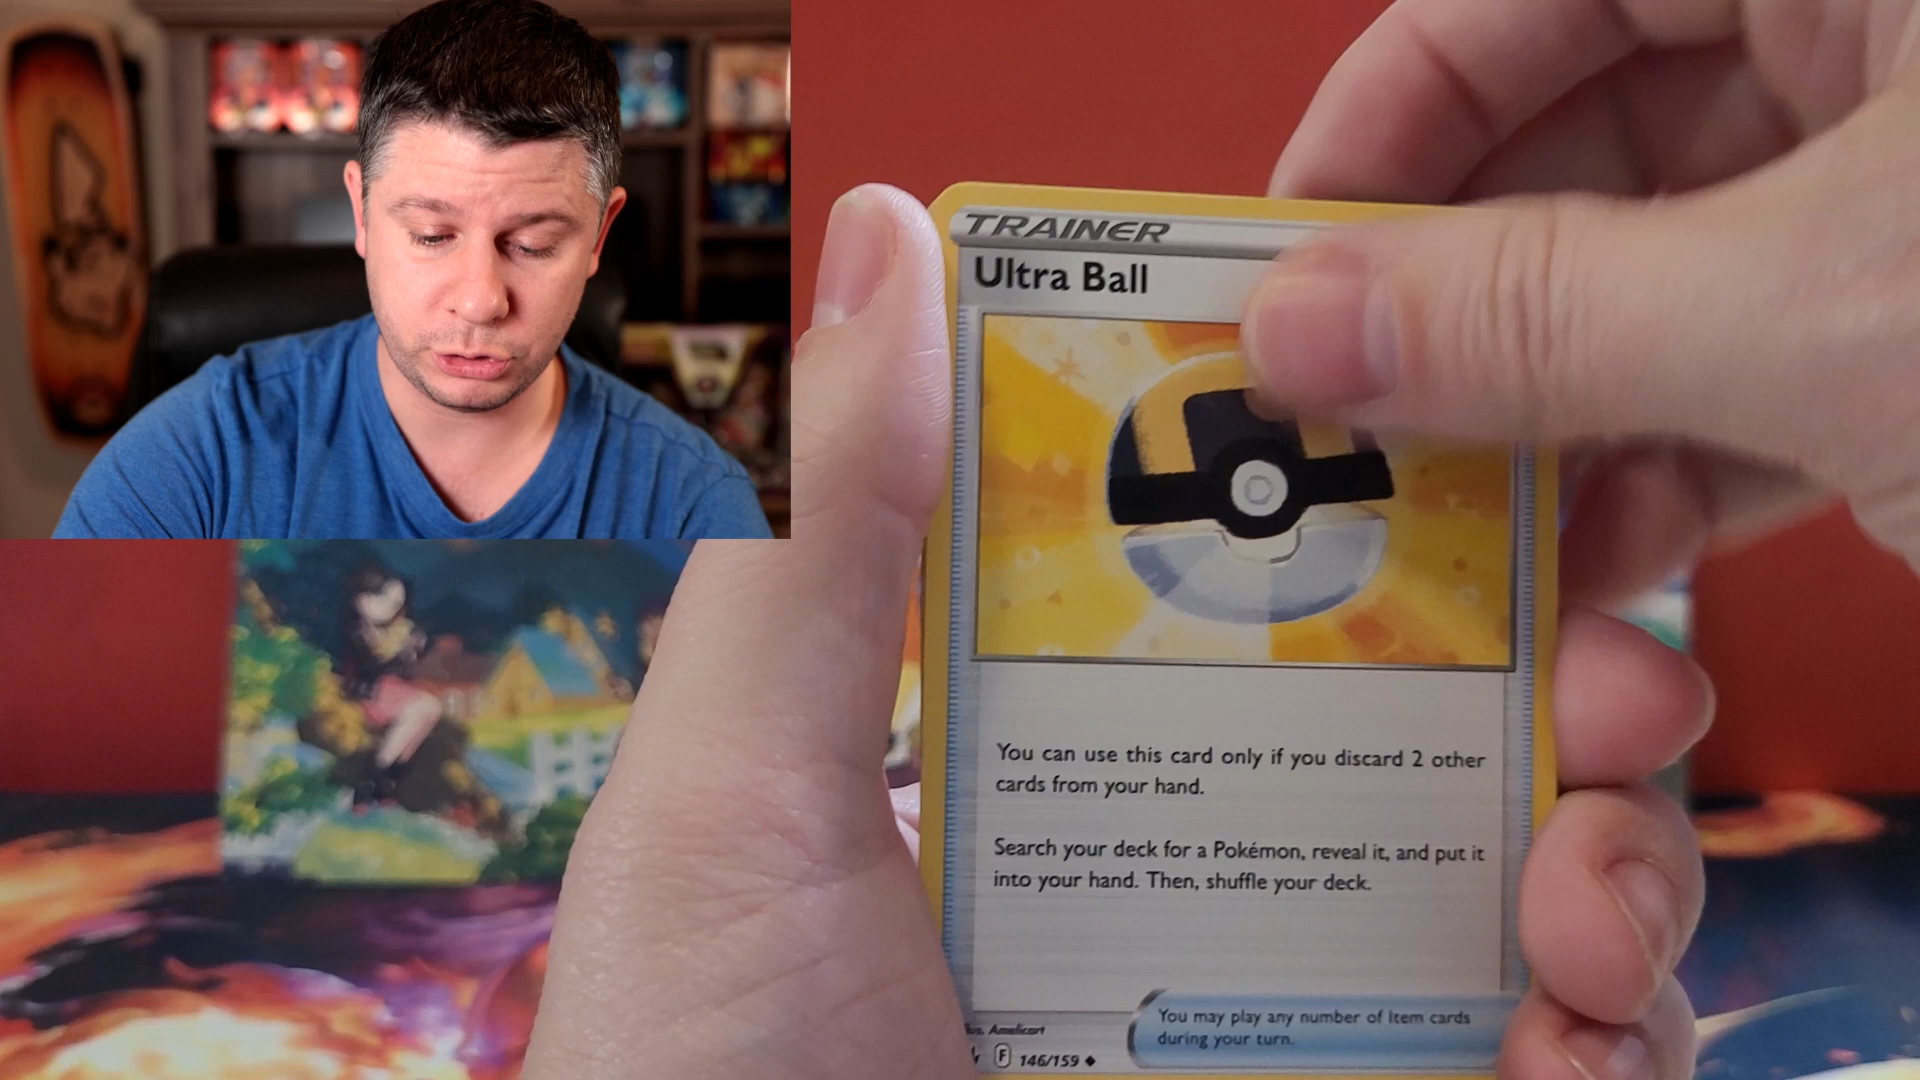 TRAINER
Ultra Ball
You can use this card only if you discard 2 other
cards from your hand.
Search your deck for a Pokémon, reveal it, and put it
into your hand. Then, shuffle your deck.
You may play any number of Item cards
during your turn.
Illus. Amelicart
F 146/159